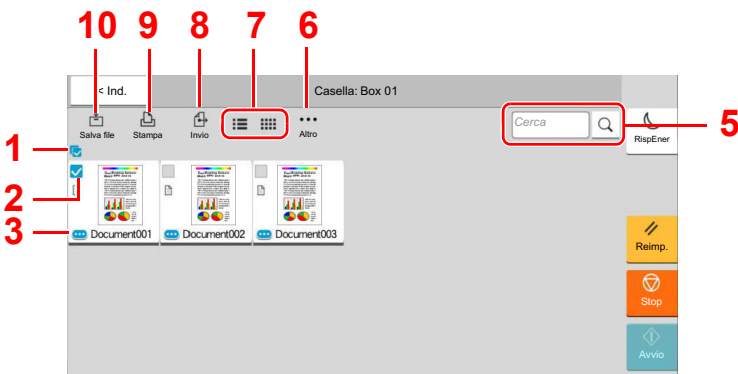 10 9 8 7 6
< Ind. Casella: Box 01
Salva file Stampa Invio Altro Cerca RispEner 5
1
2
3 Document001 Document002 Document003
Reimp.
Stop
Avvio